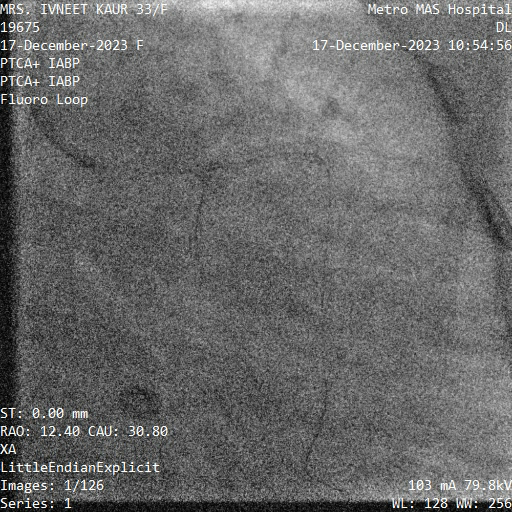 MRS. IVNEET KAUR 33/F
19675
17-December-2023 F
PTCA+ IABP
PTCA+ IABP
Fluoro Loop
Metro MAS Hospital
DL
17-December-2023 10:54:56
ST: 0.00 mm
RAO: 12.40 CAU: 30.80
XA
LittleEndianExplicit
Images: 1/126
Series: 1
103 mA 79.8kV
WL: 128 WW: 256